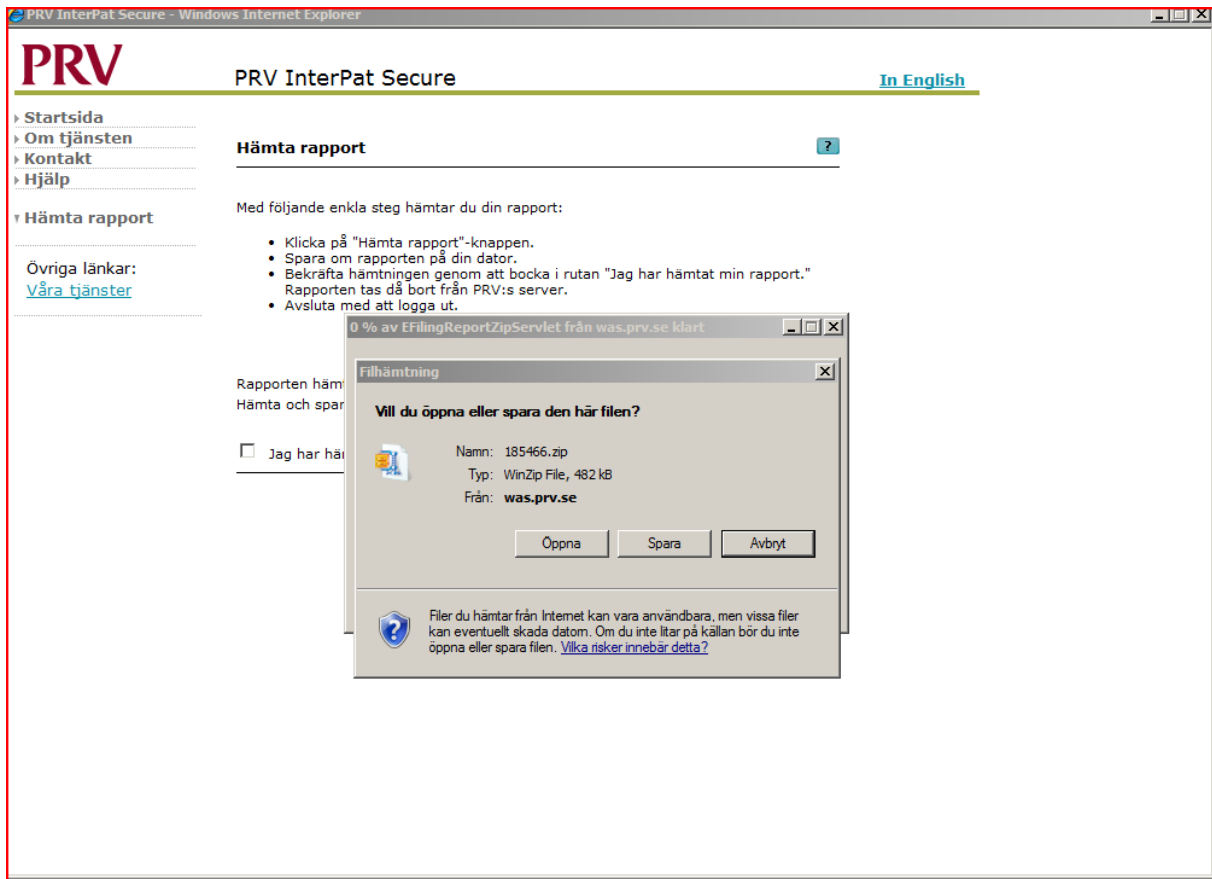 PRV InterPat Secure - Windows Internet Explorer
PRV
PRV InterPat Secure
In English
Startsida
Om tjänsten
Kontakt
Hjälp
Hämta rapport
Övriga länkar:
Våra tjänster
Hämta rapport
?
Med följande enkla steg hämtar du din rapport:
• Klicka på "Hämta rapport"-knappen.
• Spara om rapporten på din dator.
• Bekräfta hämtningen genom att bocka i rutan "Jag har hämtat min rapport."
Rapporten tas då bort från PRV:s server.
• Avsluta med att logga ut.
Rapporten
Hämta och
Jag har
0 % av EFilingReportZipServlet från was.prv.se klart
Filhämtning
Vill du öppna eller spara den här filen?
Namn: 185466.zip
Typ: WinZip File, 482 kB
Från: was.prv.se
Öppna
Spara
Avbryt
Filer du hämtar från Internet kan vara användbara, men vissa filer
kan eventuellt skada datorn. Om du inte litar på källan bör du inte
öppna eller spara filen. Vilka risker innebär detta?